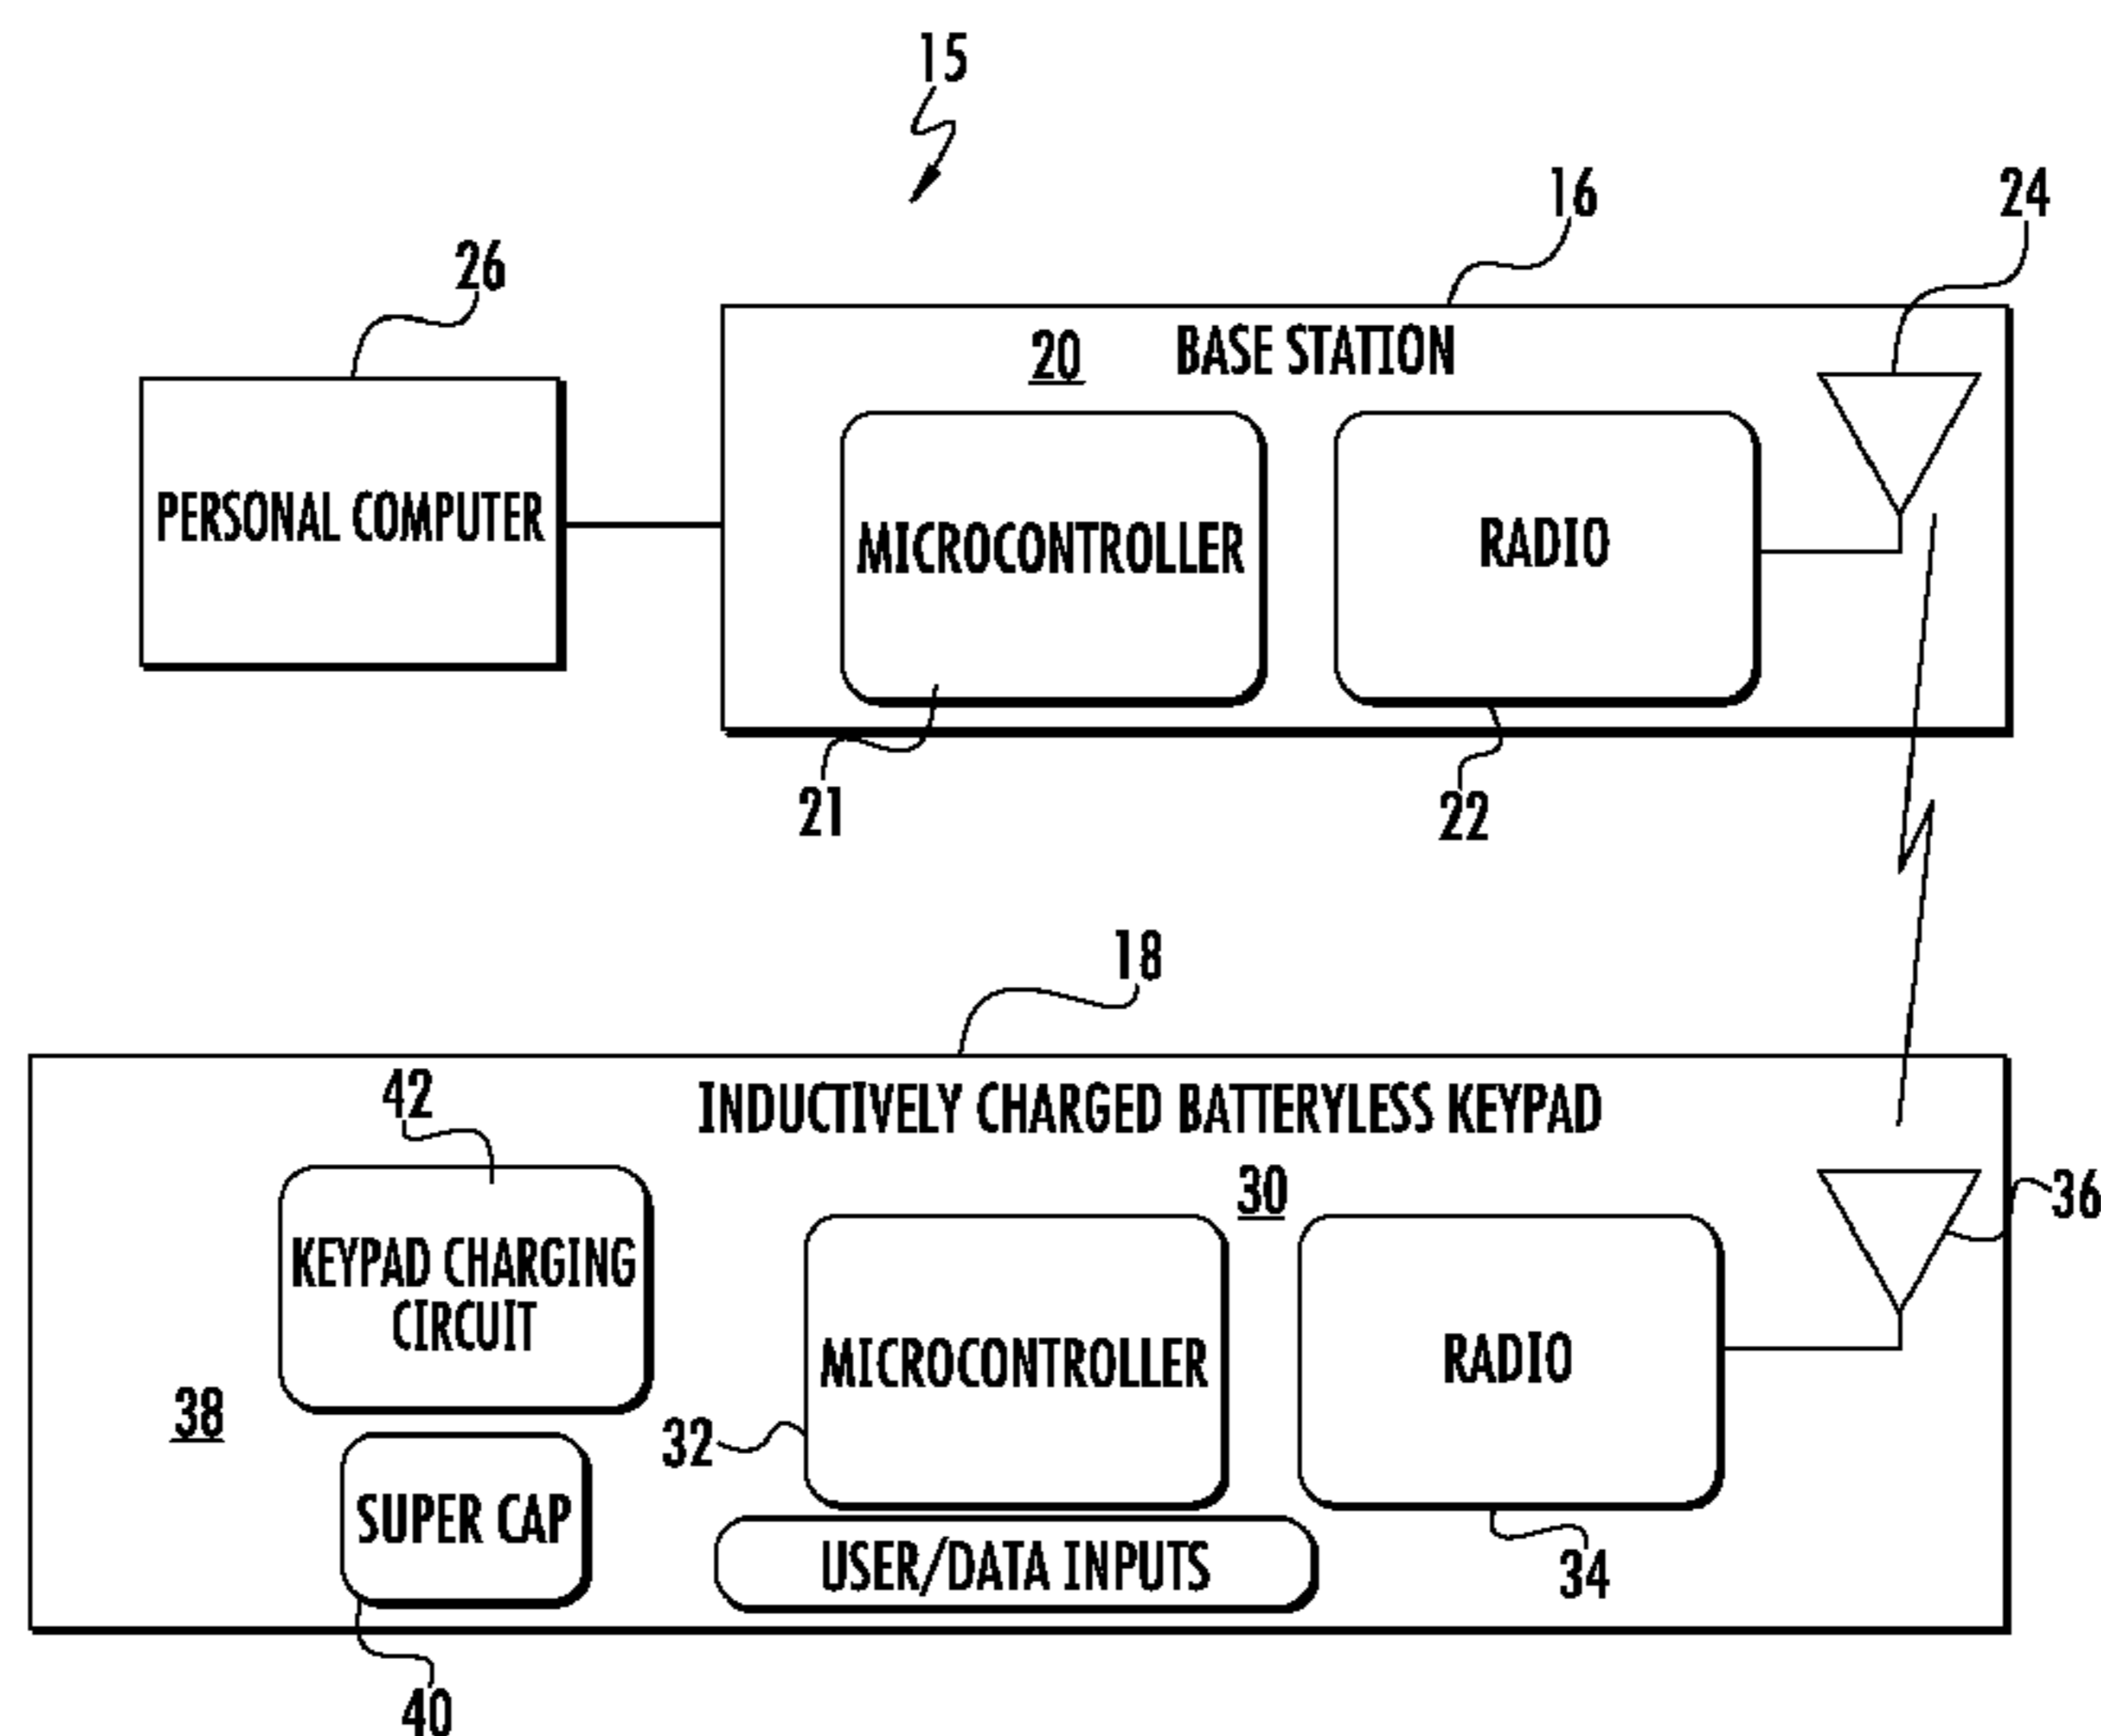 15
16
24
26
20
BASE STATION
PERSONAL COMPUTER
MICROCONTROLLER
RADIO
21
22
18
42
INDUCTIVELY CHARGED BATTERYLESS KEYPAD
30
36
KEYPAD CHARGING
CIRCUIT
MICROCONTROLLER
RADIO
38
32
SUPER CAP
USER/DATA INPUTS
34
40